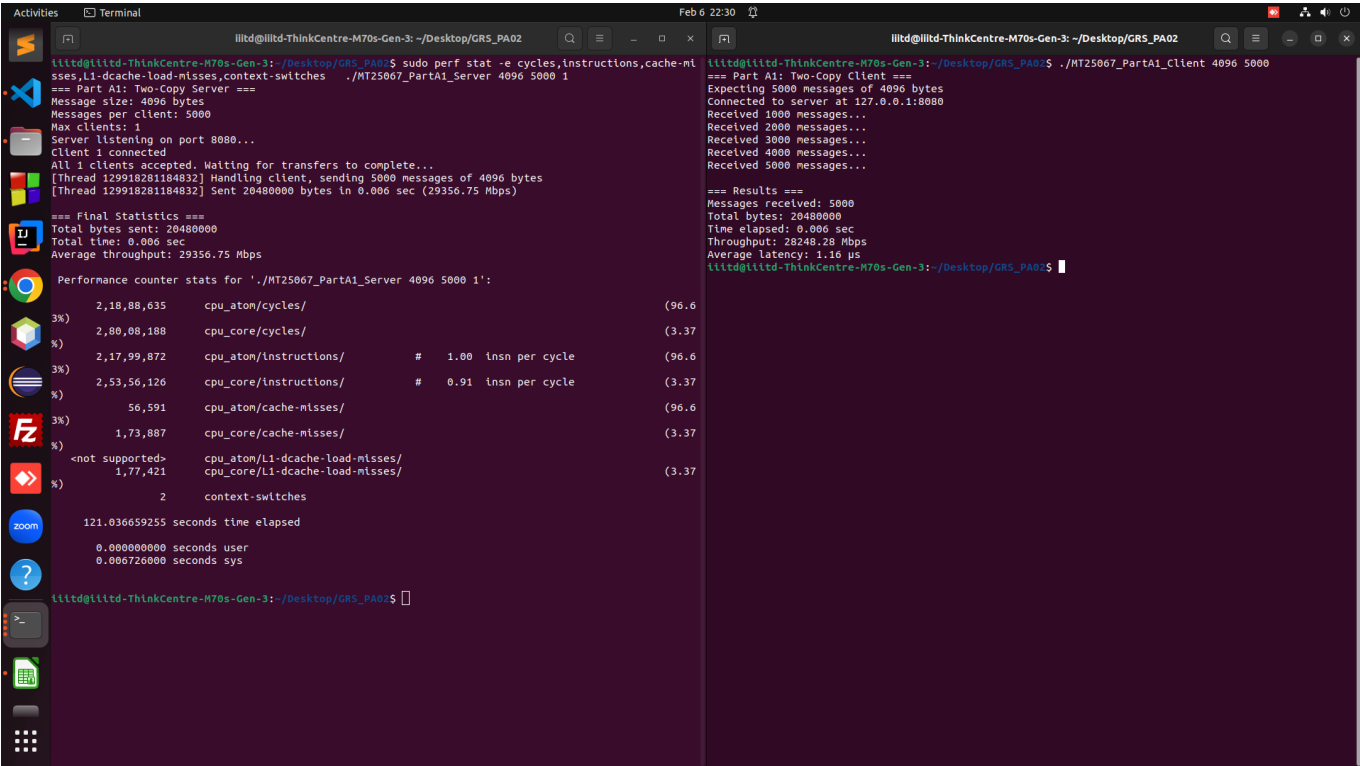 Activities
Terminal
Feb 6 22:30
iiitd@iiitd-ThinkCentre-M70s-Gen-3: ~/Desktop/GRS_PA02
iiitd@iiitd-ThinkCentre-M70s-Gen-3:~/Desktop/GRS_PA02$ sudo perf stat -e cycles,instructions,cache-mi
sses,L1-dcache-load-misses,context-switches   ./MT25067_PartA1_Server 4096 5000 1
=== Part A1: Two-Copy Server ===
Message size: 4096 bytes
Messages per client: 5000
Max clients: 1
Server listening on port 8080...
Client 1 connected
All 1 clients accepted. Waiting for transfers to complete...
[Thread 129918281184832] Handling client, sending 5000 messages of 4096 bytes
[Thread 129918281184832] Sent 20480000 bytes in 0.006 sec (29356.75 Mbps)
=== Final Statistics ===
Total bytes sent: 20480000
Total time: 0.006 sec
Average throughput: 29356.75 Mbps
Performance counter stats for './MT25067_PartA1_Server 4096 5000 1':
2,18,88,635      cpu_atom/cycles/      (96.6
3%)
2,80,08,188      cpu_core/cycles/      (3.37
%)
2,17,99,872      cpu_atom/instructions/      #    1.00  insn per cycle      (96.6
3%)
2,53,56,126      cpu_core/instructions/      #    0.91  insn per cycle      (3.37
%)
56,591      cpu_atom/cache-misses/      (96.6
3%)
1,73,887      cpu_core/cache-misses/      (3.37
%)
<not supported>      cpu_atom/L1-dcache-load-misses/
1,77,421      cpu_core/L1-dcache-load-misses/      (3.37
%)
2      context-switches
121.036659255 seconds time elapsed
0.000000000 seconds user
0.006726000 seconds sys
iiitd@iiitd-ThinkCentre-M70s-Gen-3:~/Desktop/GRS_PA02$
iiitd@iiitd-ThinkCentre-M70s-Gen-3: ~/Desktop/GRS_PA02
iiitd@iiitd-ThinkCentre-M70s-Gen-3:~/Desktop/GRS_PA02$ ./MT25067_PartA1_Client 4096 5000
=== Part A1: Two-Copy Client ===
Expecting 5000 messages of 4096 bytes
Connected to server at 127.0.0.1:8080
Received 1000 messages...
Received 2000 messages...
Received 3000 messages...
Received 4000 messages...
Received 5000 messages...
=== Results ===
Messages received: 5000
Total bytes: 20480000
Time elapsed: 0.006 sec
Throughput: 28248.28 Mbps
Average latency: 1.16 µs
iiitd@iiitd-ThinkCentre-M70s-Gen-3:~/Desktop/GRS_PA02$
IJ
Fz
zoom
?
>_